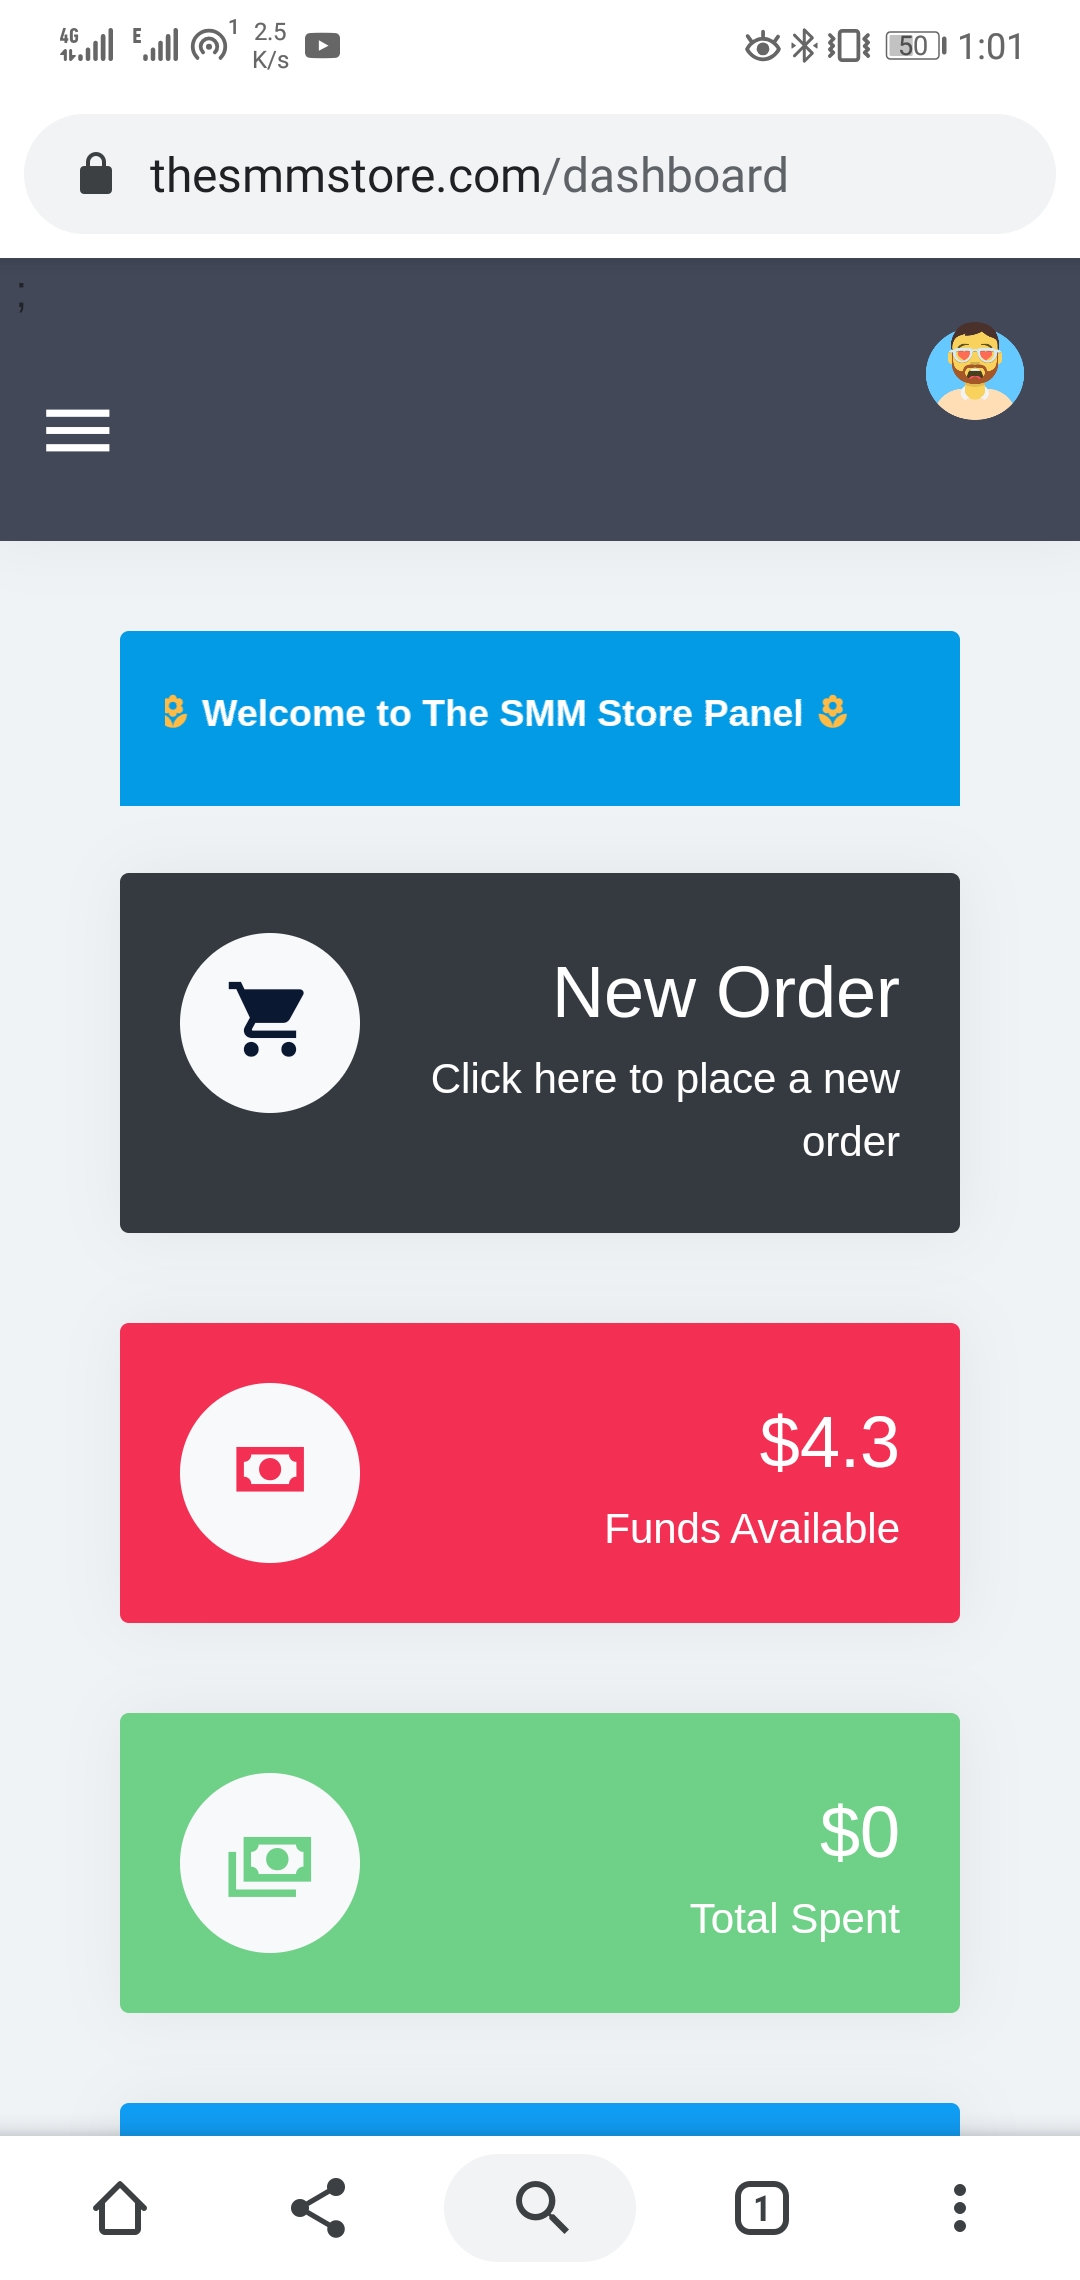 4G E 1 2.5 K/s 50 1:01
thesmmstore.com/dashboard
;
Welcome to The SMM Store Panel
New Order
Click here to place a new
order
$4.3
Funds Available
$0
Total Spent
1